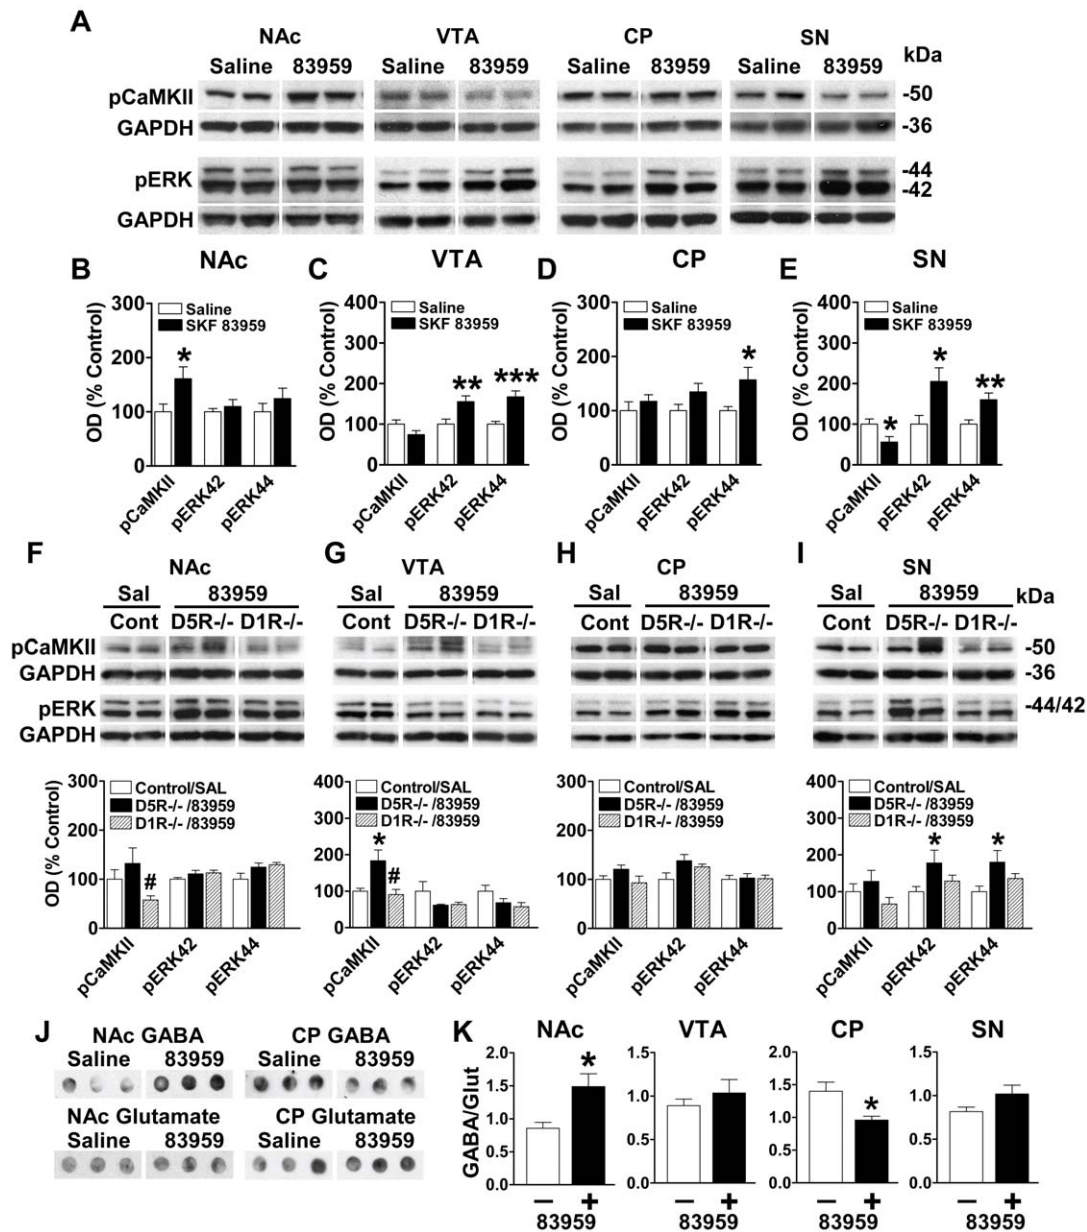 A
NAc VTA CP SN
Saline 83959 Saline 83959 Saline 83959 Saline 83959 kDa
pCaMKII -50
GAPDH -36
pERK -44
-42
GAPDH
B NAc C VTA D CP E SN
300 400 300 400
Saline Saline Saline Saline
SKF 83959 SKF 83959 SKF 83959 SKF 83959
* ** *** * * * **
300 300
200 200
200 200
100 100 100 100
0 0 0 0
OD (% Control) OD (% Control) OD (% Control) OD (% Control)
pCaMKII pERK42 pERK44 pCaMKII pERK42 pERK44 pCaMKII pERK42 pERK44 pCaMKII pERK42 pERK44
F G H I
NAc VTA CP SN
Sal 83959 Sal 83959 Sal 83959 Sal 83959 kDa
Cont D5R-/- D1R-/- Cont D5R-/- D1R-/- Cont D5R-/- D1R-/- Cont D5R-/- D1R-/-
pCaMKII -50
GAPDH -36
pERK -44/42
GAPDH
300 400 300 400
Control/SAL Control/SAL Control/SAL Control/SAL
D5R-/-/83959 D5R-/-/83959 D5R-/-/83959 D5R-/-/83959
D1R-/-/83959 D1R-/-/83959 D1R-/-/83959 D1R-/-/83959
300 300
200 200 200 200
# * # * *
100 100 100 100
0 0 0 0
OD (% Control)
pCaMKII pERK42 pERK44 pCaMKII pERK42 pERK44 pCaMKII pERK42 pERK44 pCaMKII pERK42 pERK44
J
NAc GABA CP GABA
Saline 83959 Saline 83959
NAc Glutamate CP Glutamate
Saline 83959 Saline 83959
K NAc VTA CP SN
2.0 1.5 2.0 1.5
* *
1.5 1.0 1.5 1.0
1.0 0.5 1.0 0.5
0.5 0.5
0.0 0.0 0.0 0.0
GABA/Glut
– + – + – + – +
83959 83959 83959 83959